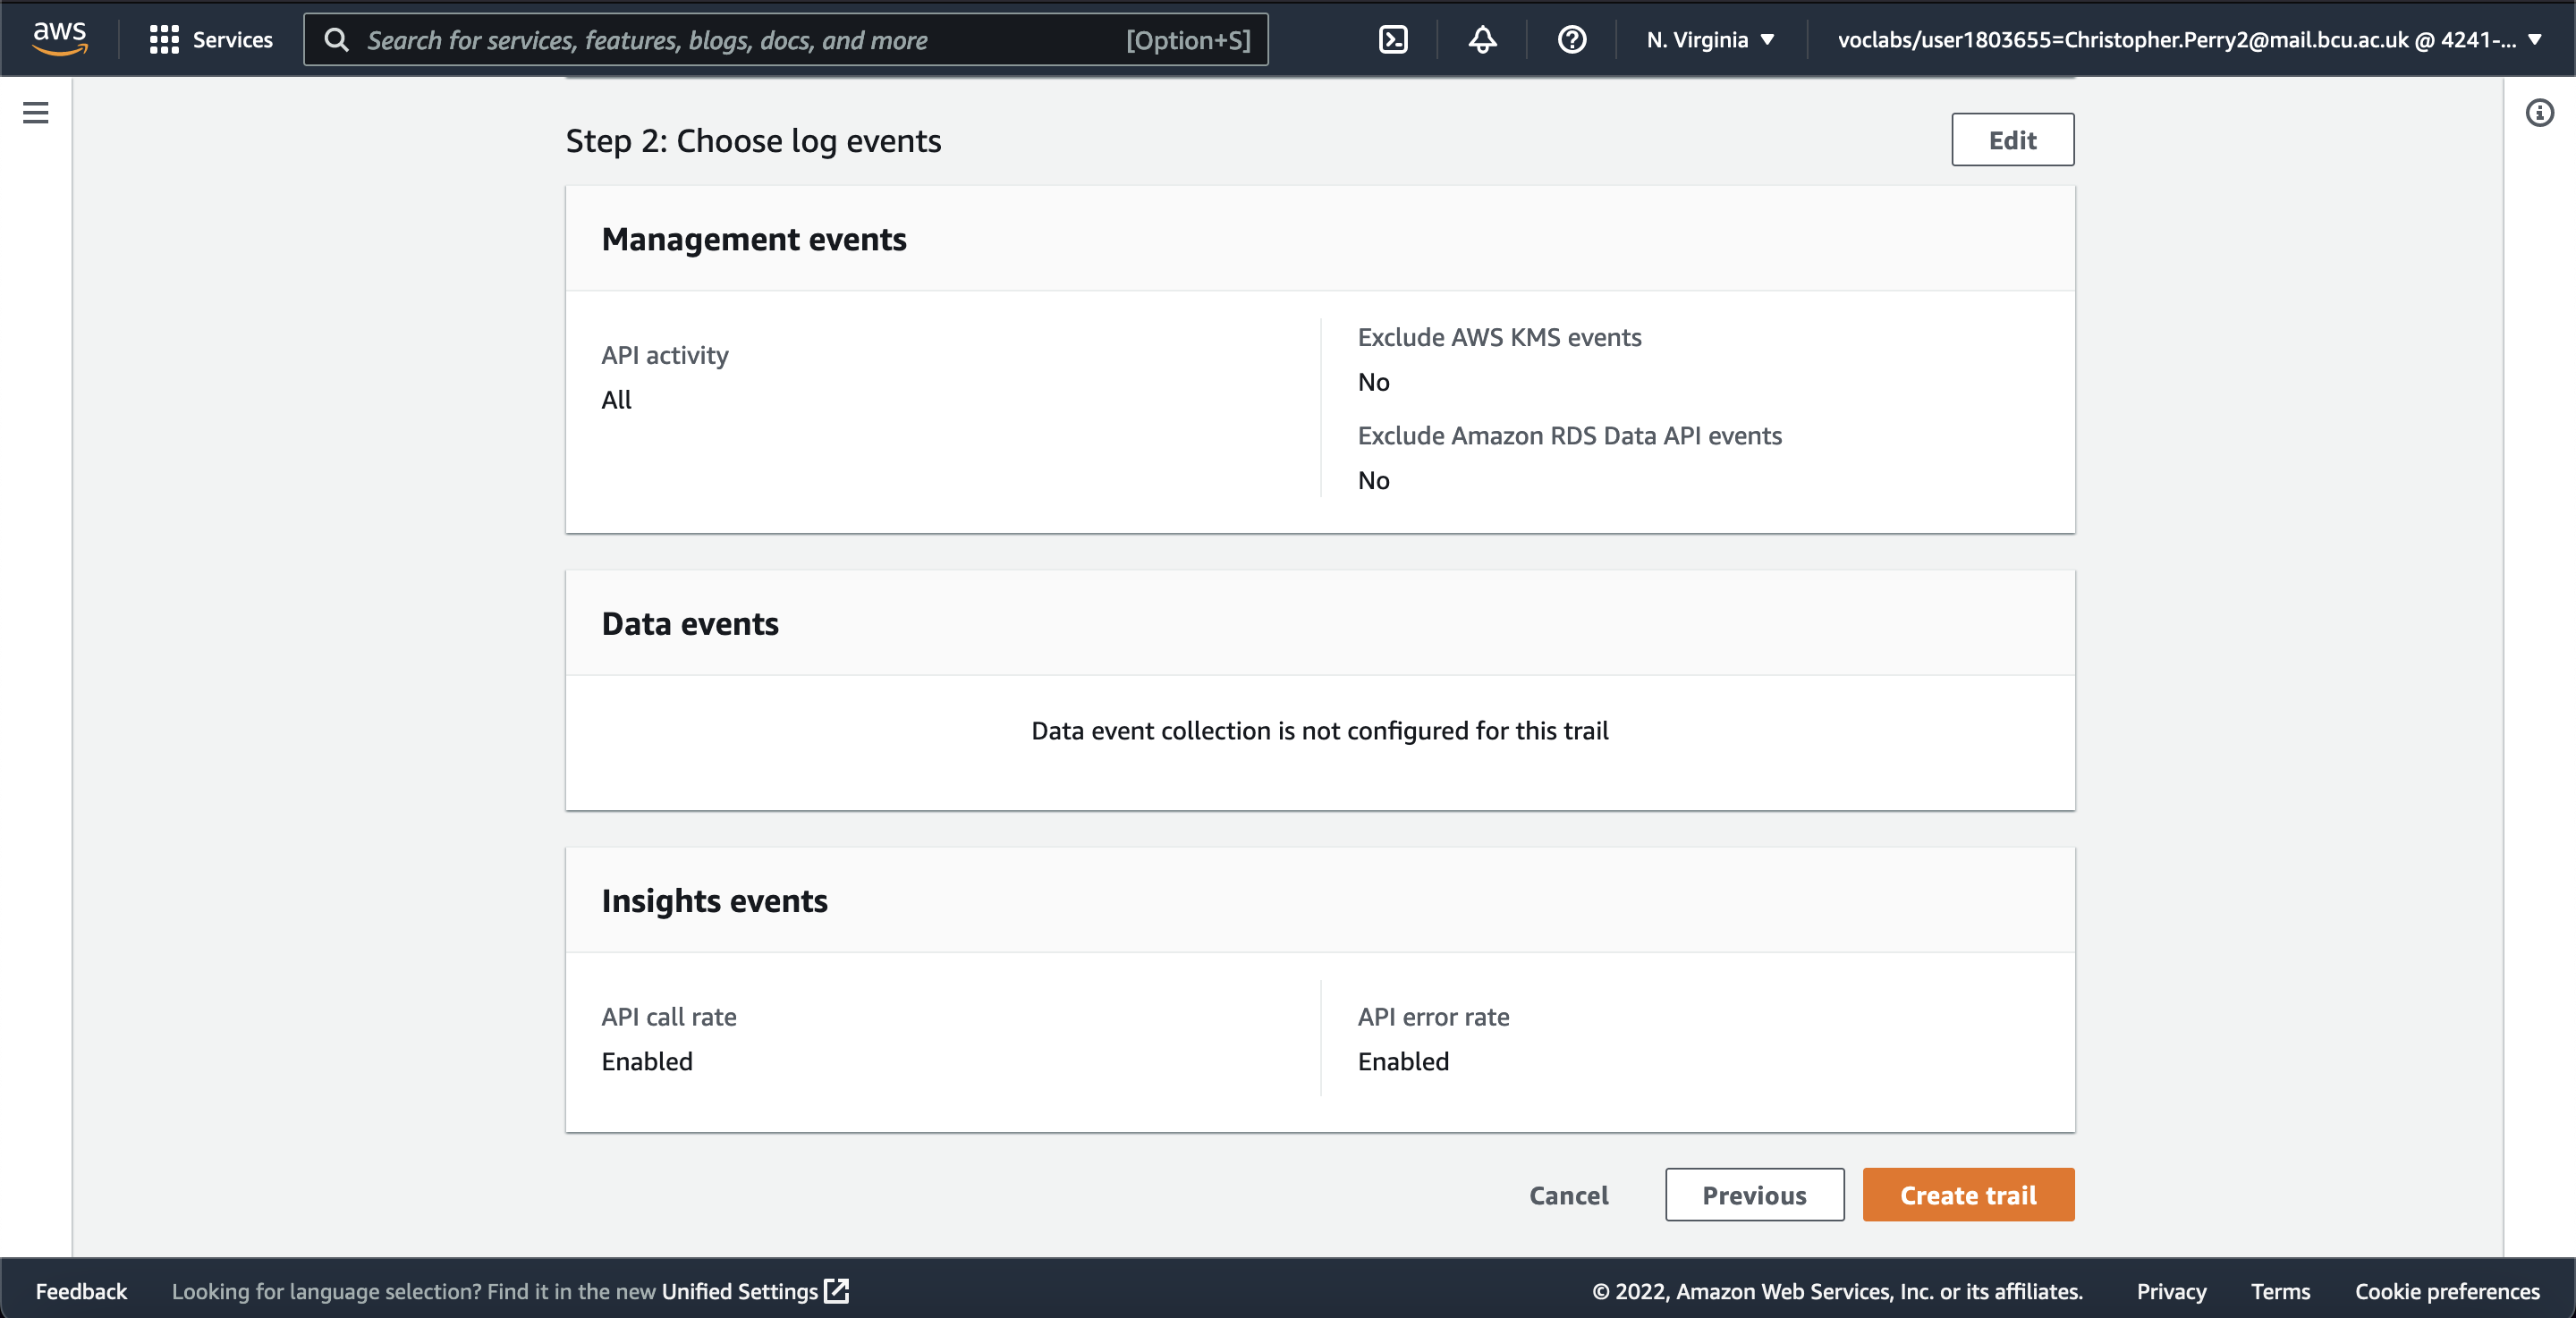 aws Services Search for services, features, blogs, docs, and more [Option+S] N. Virginia voclabs/user1803655=Christopher.Perry2@mail.bcu.ac.uk @ 4241-...
Step 2: Choose log events Edit
Management events
API activity
All
Exclude AWS KMS events
No
Exclude Amazon RDS Data API events
No
Data events
Data event collection is not configured for this trail
Insights events
API call rate
Enabled
API error rate
Enabled
Cancel Previous Create trail
Feedback Looking for language selection? Find it in the new Unified Settings © 2022, Amazon Web Services, Inc. or its affiliates. Privacy Terms Cookie preferences